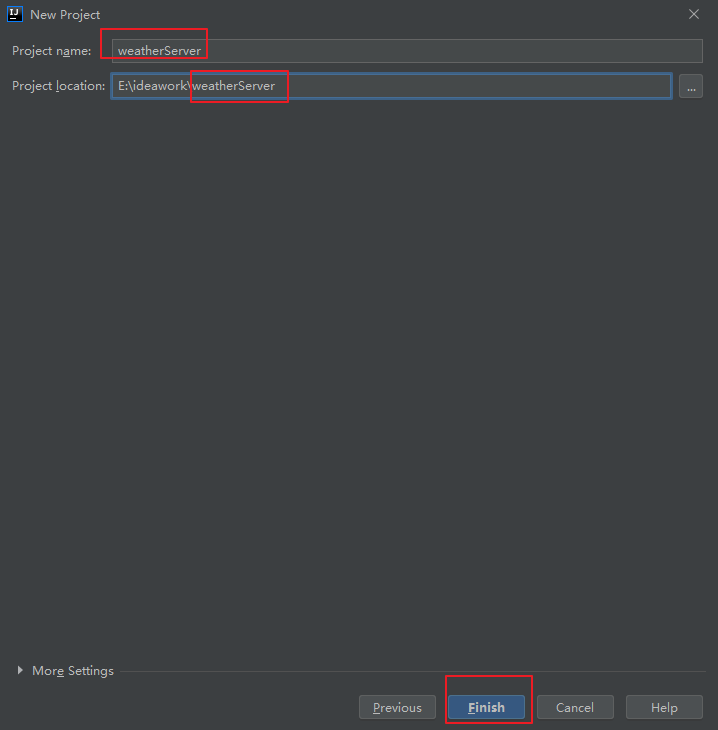 IJ New Project
Project name: weatherServer
Project location: E:\ideawork\weatherServer ...
More Settings
Previous Finish Cancel Help